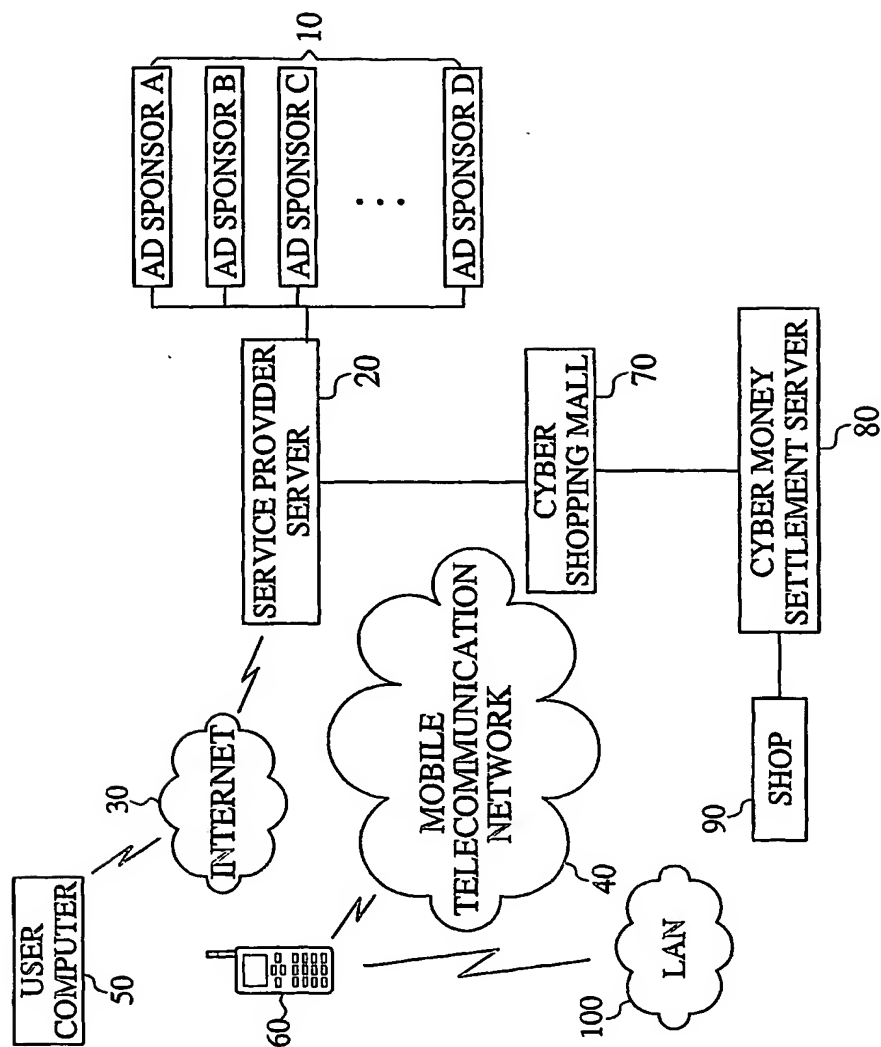 USER
COMPUTER
50
30
INTERNET
SERVICE PROVIDER
SERVER
20
AD SPONSOR A
AD SPONSOR B
AD SPONSOR C
. . .
AD SPONSOR D
10
60
MOBILE
TELECOMMUNICATION
NETWORK
40
CYBER
SHOPPING MALL
70
100
LAN
90
SHOP
CYBER MONEY
SETTLEMENT SERVER
80